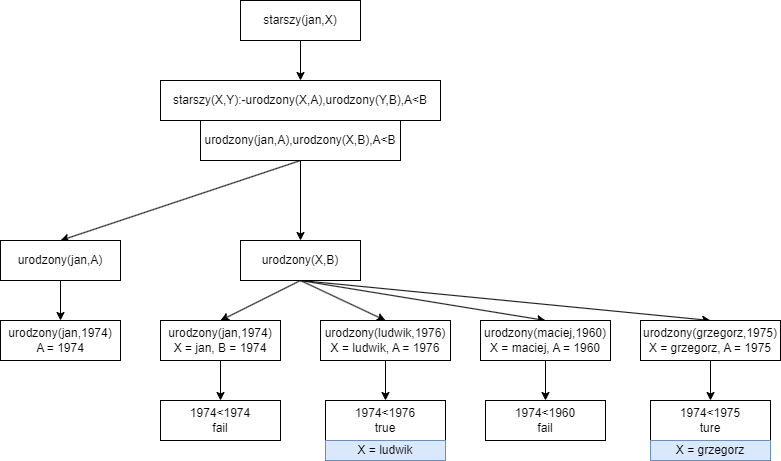 starszy(jan,X)
starszy(X,Y):-urodzony(X,A),urodzony(Y,B),A<B
urodzony(jan,A),urodzony(X,B),A<B
urodzony(jan,A)
urodzony(X,B)
urodzony(jan,1974)
A = 1974
urodzony(jan,1974)
X = jan, B = 1974
urodzony(ludwik,1976)
X = ludwik, A = 1976
urodzony(maciej,1960)
X = maciej, A = 1960
urodzony(grzegorz,1975)
X = grzegorz, A = 1975
1974<1974
fail
1974<1976
true
X = ludwik
1974<1960
fail
1974<1975
ture
X = grzegorz